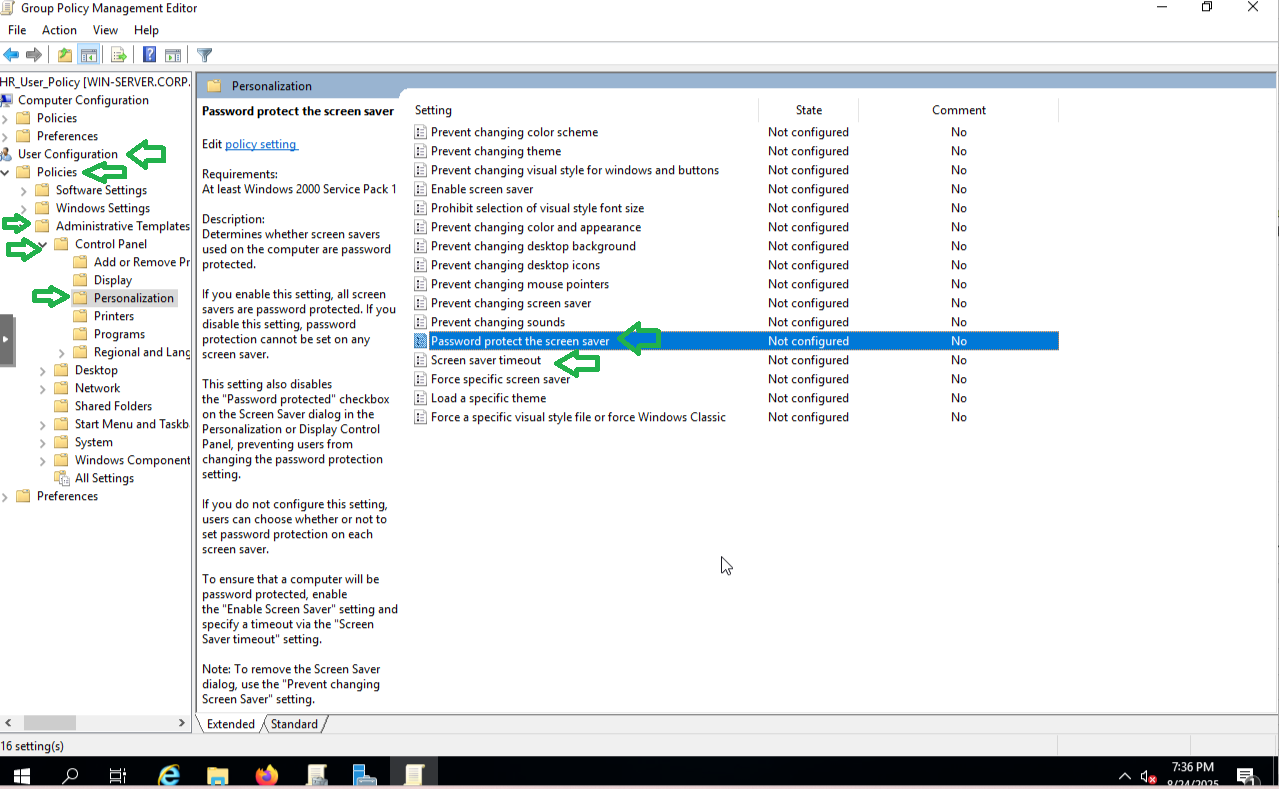 Group Policy Management Editor
File Action View Help
HR_User_Policy [WIN-SERVER.CORP.
Computer Configuration
Policies
Preferences
User Configuration
Policies
Software Settings
Windows Settings
Administrative Templates
Control Panel
Add or Remove Pr
Display
Personalization
Printers
Programs
Regional and Lang
Desktop
Network
Shared Folders
Start Menu and Taskb
System
Windows Component
All Settings
Preferences
Personalization
Password protect the screen saver
Edit policy setting
Requirements:
At least Windows 2000 Service Pack 1
Description:
Determines whether screen savers
used on the computer are password
protected.
If you enable this setting, all screen
savers are password protected. If you
disable this setting, password
protection cannot be set on any
screen saver.
This setting also disables
the "Password protected" checkbox
on the Screen Saver dialog in the
Personalization or Display Control
Panel, preventing users from
changing the password protection
setting.
If you do not configure this setting,
users can choose whether or not to
set password protection on each
screen saver.
To ensure that a computer will be
password protected, enable
the "Enable Screen Saver" setting and
specify a timeout via the "Screen
Saver timeout" setting.
Note: To remove the Screen Saver
dialog, use the "Prevent changing
Screen Saver" setting.
Setting State Comment
Prevent changing color scheme Not configured No
Prevent changing theme Not configured No
Prevent changing visual style for windows and buttons Not configured No
Enable screen saver Not configured No
Prohibit selection of visual style font size Not configured No
Prevent changing color and appearance Not configured No
Prevent changing desktop background Not configured No
Prevent changing desktop icons Not configured No
Prevent changing mouse pointers Not configured No
Prevent changing screen saver Not configured No
Prevent changing sounds Not configured No
Password protect the screen saver Not configured No
Screen saver timeout Not configured No
Force specific screen saver Not configured No
Load a specific theme Not configured No
Force a specific visual style file or force Windows Classic Not configured No
Extended Standard
16 setting(s)
7:36 PM
8/24/2025
1